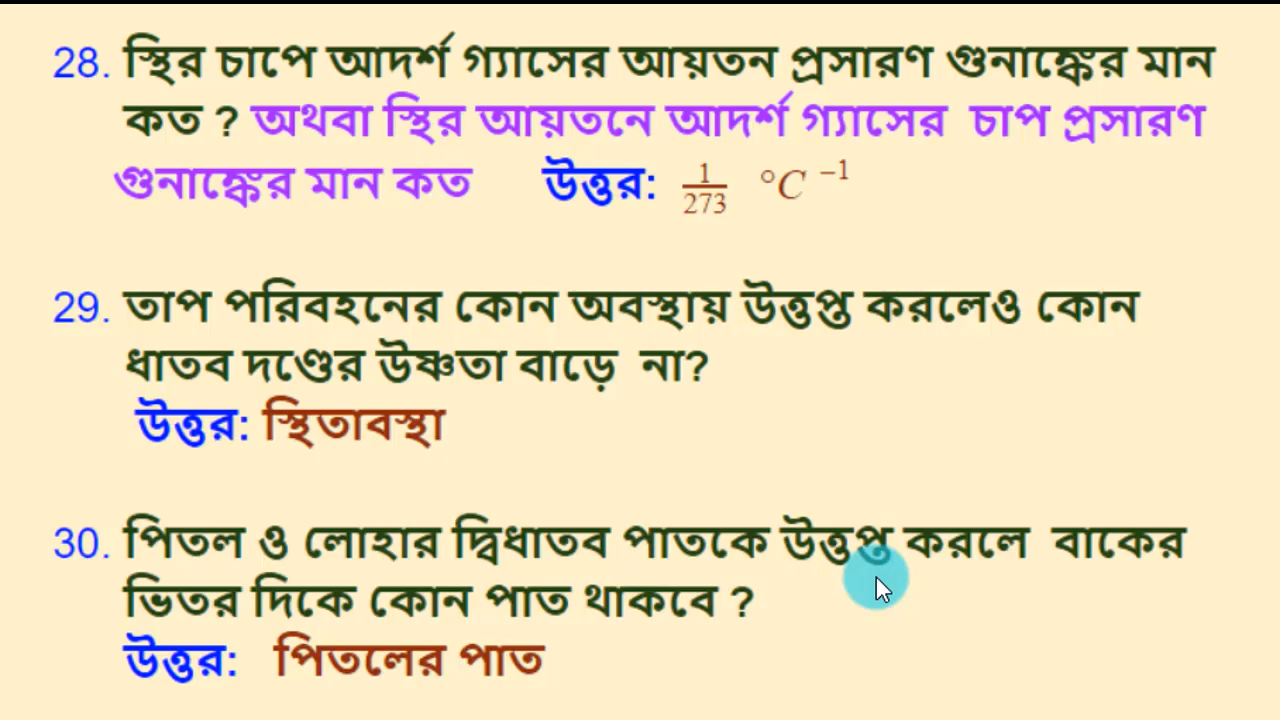 28. স্থির চাপে আদর্শ গ্যাসের আয়তন প্রসারণ গুনাঙ্কের মান
কত ? অথবা স্থির আয়তনে আদর্শ গ্যাসের চাপ প্রসারণ
গুনাঙ্কের মান কত উত্তর: 1/273 °C ⁻¹
29. তাপ পরিবহনের কোন অবস্থায় উত্তপ্ত করলেও কোন
ধাতব দণ্ডের উষ্ণতা বাড়ে না?
উত্তর: স্থিতাবস্থা
30. পিতল ও লোহার দ্বিধাতব পাতকে উত্তপ্ত করলে বাকের
ভিতর দিকে কোন পাত থাকবে ?
উত্তর: পিতলের পাত